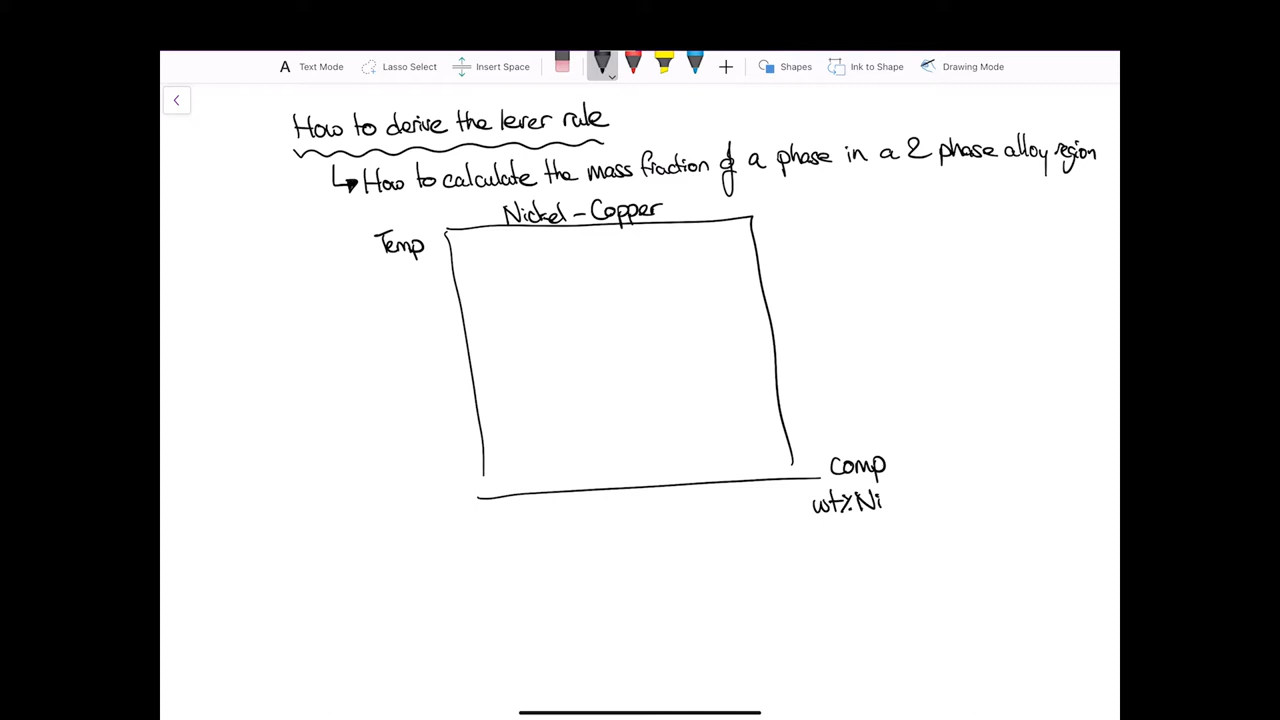 A Text Mode Lasso Select Insert Space Shapes Ink to Shape Drawing Mode
How to derive the lever rule
How to calculate the mass fraction of a phase in a 2 phase alloy region
Nickel - Copper
Temp
Comp
wt% Ni